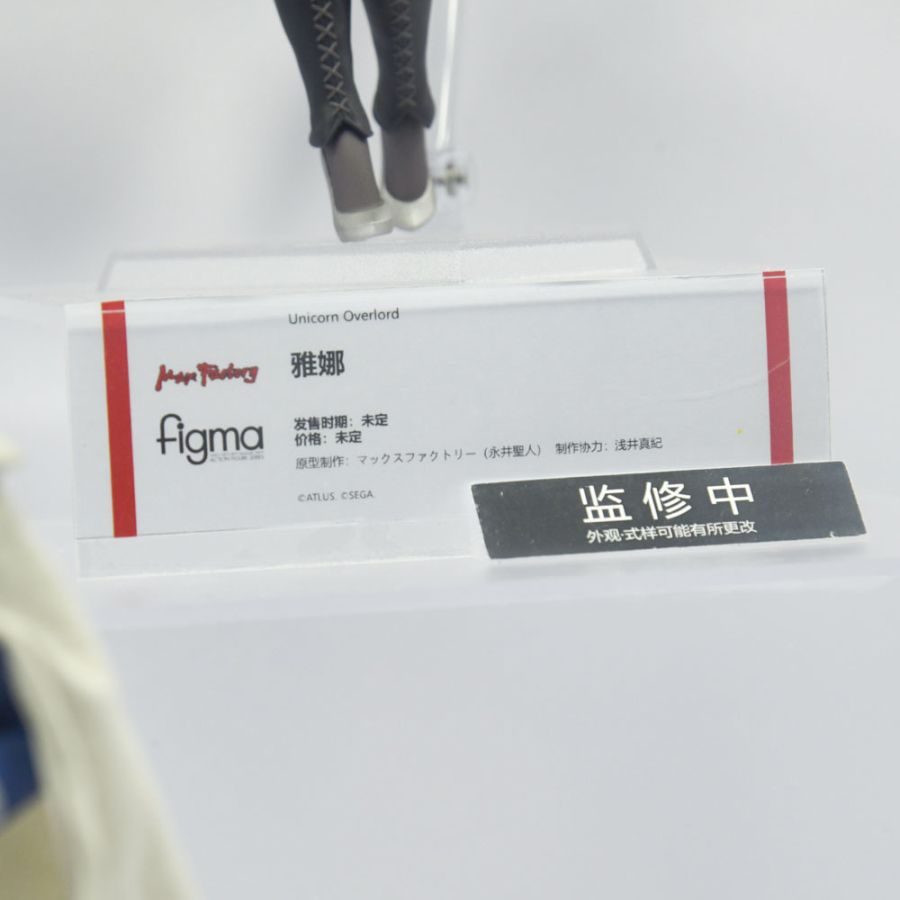 Unicorn Overlord
雅娜
Max Factory
figma
发售时期：未定
价格：未定
原型制作：マックスファクトリー（永井聖人） 制作协力：浅井真紀
©ATLUS. ©SEGA.
监修中
外观·式样可能有所更改